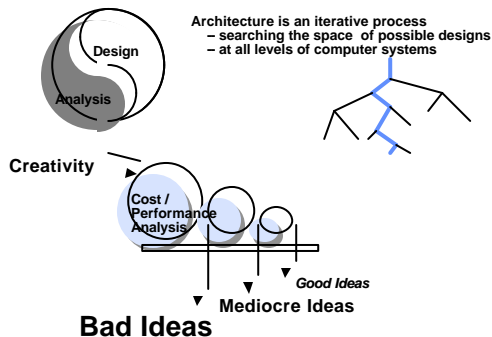 Architecture is an iterative process
– searching the space of possible designs
– at all levels of computer systems
Design
Analysis
Creativity
Cost /
Performance
Analysis
Good Ideas
Mediocre Ideas
Bad Ideas